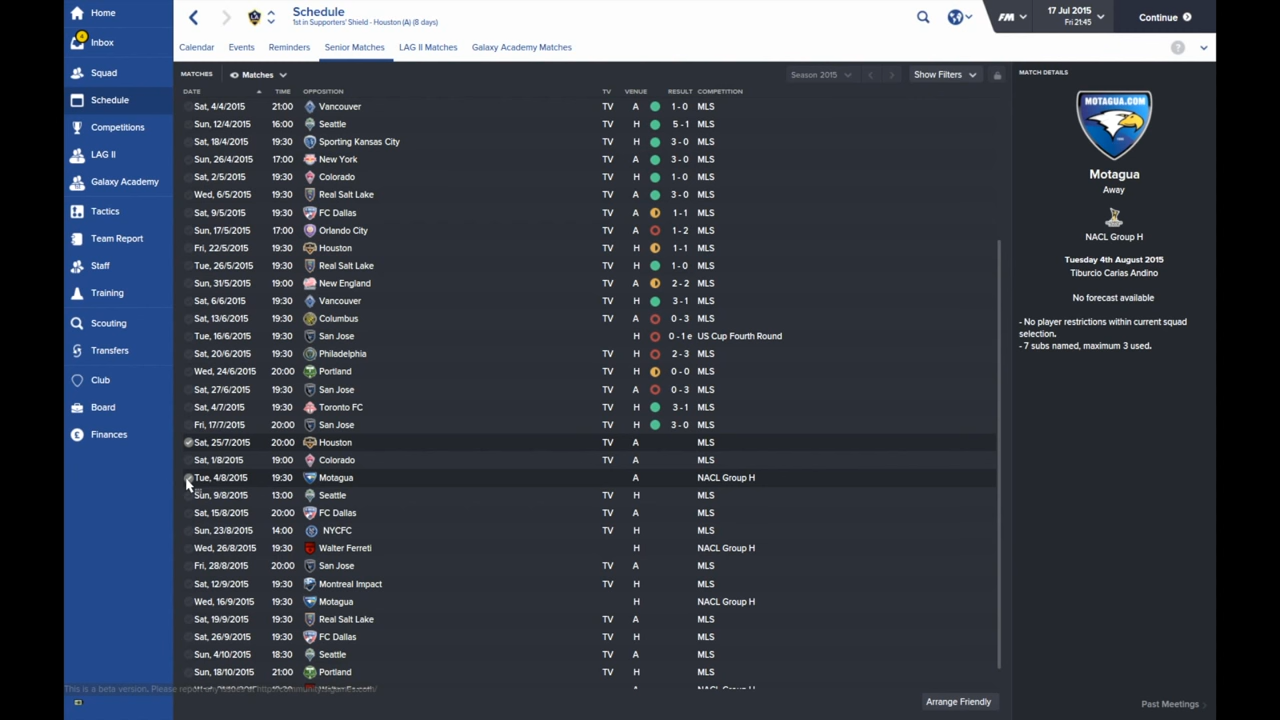 Home
Inbox
Squad
Schedule
Competitions
LAG II
Galaxy Academy
Tactics
Team Report
Staff
Training
Scouting
Transfers
Club
Board
Finances
Schedule
1st in Supporters' Shield - Houston (A) (8 days)
FM
17 Jul 2015
Fri 21:45
Continue
Calendar Events Reminders Senior Matches LAG II Matches Galaxy Academy Matches
MATCHES Matches Season 2015 Show Filters
DATE TIME OPPOSITION TV VENUE RESULT COMPETITION
Sat, 4/4/2015 21:00 Vancouver TV A 1 - 0 MLS
Sun, 12/4/2015 16:00 Seattle TV H 5 - 1 MLS
Sat, 18/4/2015 19:30 Sporting Kansas City TV H 3 - 0 MLS
Sun, 26/4/2015 17:00 New York TV A 3 - 0 MLS
Sat, 2/5/2015 19:30 Colorado TV H 1 - 0 MLS
Wed, 6/5/2015 19:30 Real Salt Lake TV A 3 - 0 MLS
Sat, 9/5/2015 19:30 FC Dallas TV A 1 - 1 MLS
Sun, 17/5/2015 17:00 Orlando City TV A 1 - 2 MLS
Fri, 22/5/2015 19:30 Houston TV H 1 - 1 MLS
Tue, 26/5/2015 19:30 Real Salt Lake TV H 1 - 0 MLS
Sun, 31/5/2015 19:00 New England TV A 2 - 2 MLS
Sat, 6/6/2015 19:30 Vancouver TV H 3 - 1 MLS
Sat, 13/6/2015 19:30 Columbus TV A 0 - 3 MLS
Tue, 16/6/2015 19:30 San Jose H 0 - 1 e US Cup Fourth Round
Sat, 20/6/2015 19:30 Philadelphia TV H 2 - 3 MLS
Wed, 24/6/2015 20:00 Portland TV H 0 - 0 MLS
Sat, 27/6/2015 19:30 San Jose TV A 0 - 3 MLS
Sat, 4/7/2015 19:30 Toronto FC TV H 3 - 1 MLS
Fri, 17/7/2015 20:00 San Jose TV H 3 - 0 MLS
Sat, 25/7/2015 20:00 Houston TV A MLS
Sat, 1/8/2015 19:00 Colorado TV A MLS
Tue, 4/8/2015 19:30 Motagua A NACL Group H
Sun, 9/8/2015 13:00 Seattle TV H MLS
Sat, 15/8/2015 20:00 FC Dallas TV A MLS
Sun, 23/8/2015 14:00 NYCFC TV H MLS
Wed, 26/8/2015 19:30 Walter Ferreti H NACL Group H
Fri, 28/8/2015 20:00 San Jose TV A MLS
Sat, 12/9/2015 19:30 Montreal Impact TV H MLS
Wed, 16/9/2015 19:30 Motagua H NACL Group H
Sat, 19/9/2015 19:30 Real Salt Lake TV A MLS
Sat, 26/9/2015 19:30 FC Dallas TV H MLS
Sun, 4/10/2015 18:30 Seattle TV A MLS
Sun, 18/10/2015 21:00 Portland TV H MLS
This is a beta version. Please report
Arrange Friendly
MATCH DETAILS
MOTAGUA.COM
Motagua
Away
NACL Group H
Tuesday 4th August 2015
Tiburcio Carias Andino
No forecast available
- No player restrictions within current squad
selection.
- 7 subs named, maximum 3 used.
Past Meetings